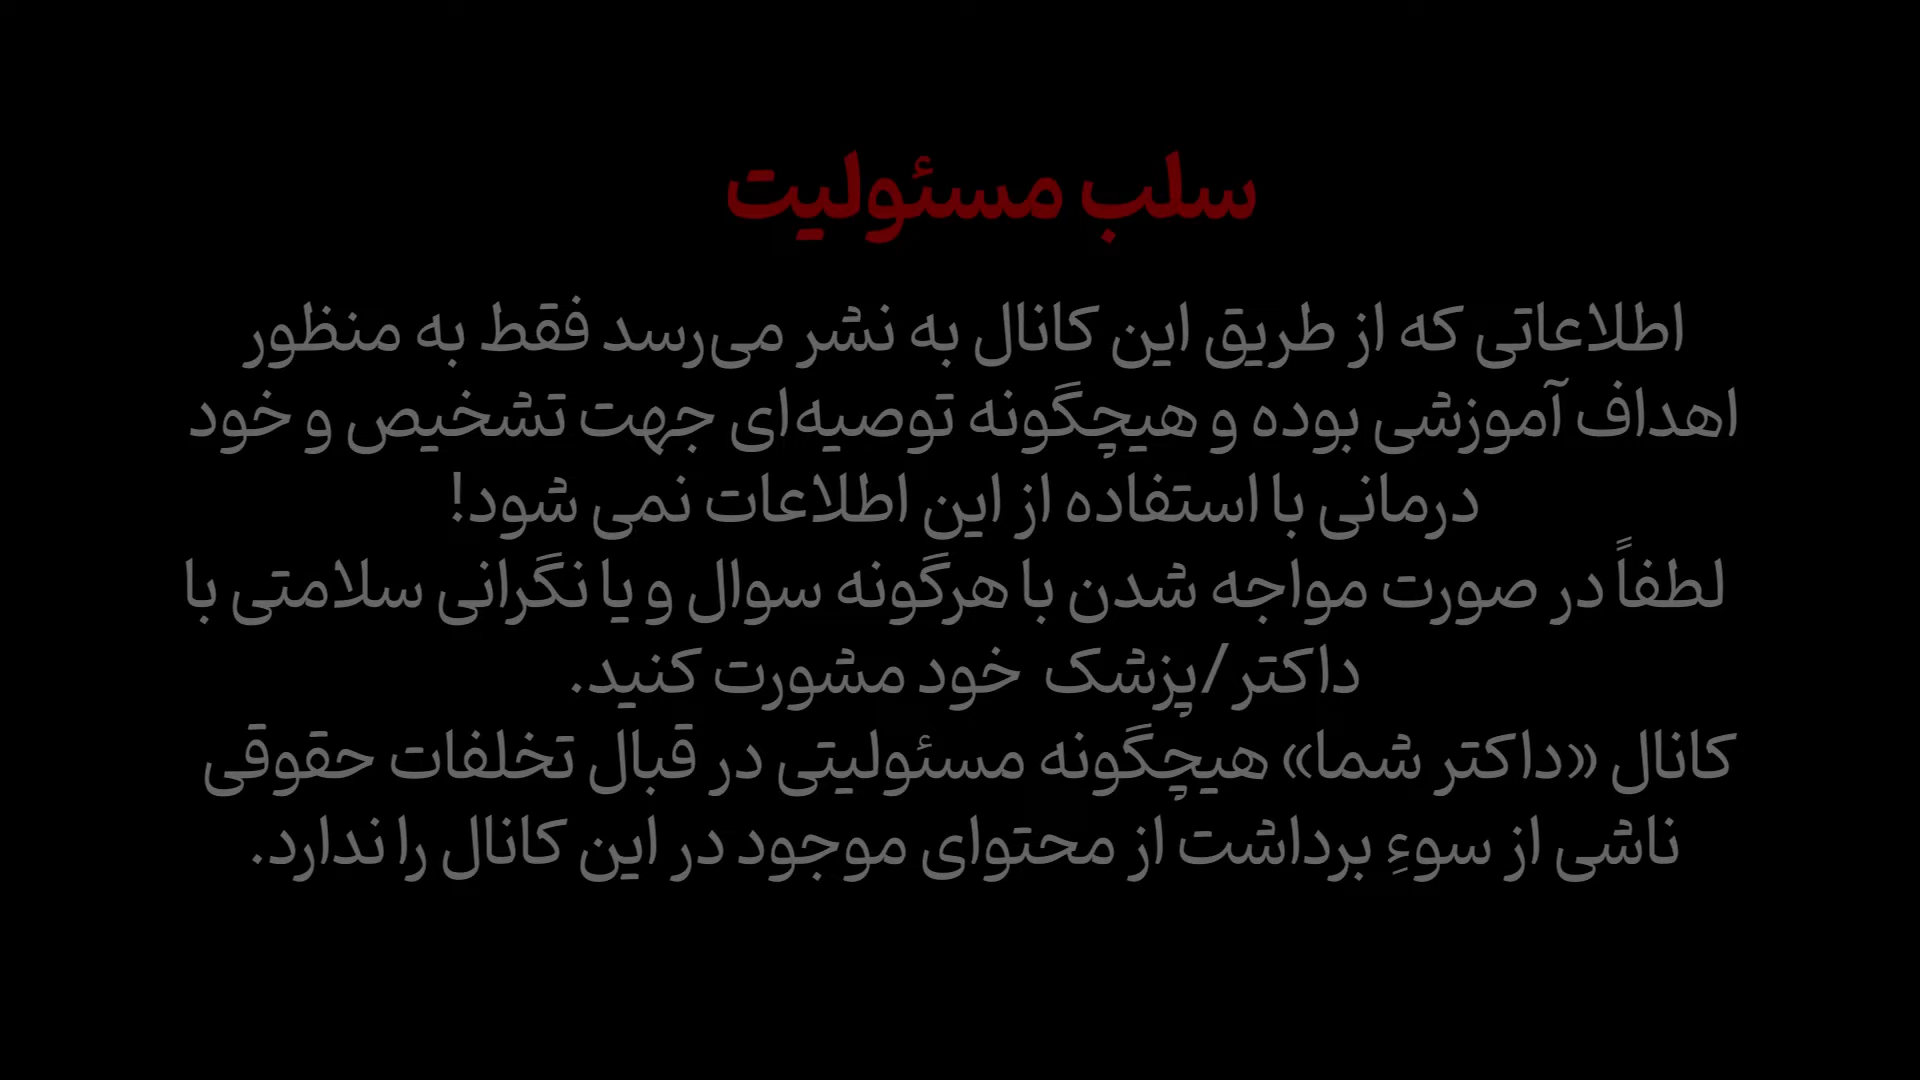 سلب مسئولیت
اطلاعاتی که از طریق این کانال به نشر می‌رسد فقط به منظور
اهداف آموزشی بوده و هیچگونه توصیه‌ای جهت تشخیص و خود
درمانی با استفاده از این اطلاعات نمی شود!
لطفاً در صورت مواجه شدن با هرگونه سوال و یا نگرانی سلامتی با
داکتر/پزشک خود مشورت کنید.
کانال «داکتر شما» هیچگونه مسئولیتی در قبال تخلفات حقوقی
ناشی از سوءِ برداشت از محتوای موجود در این کانال را ندارد.